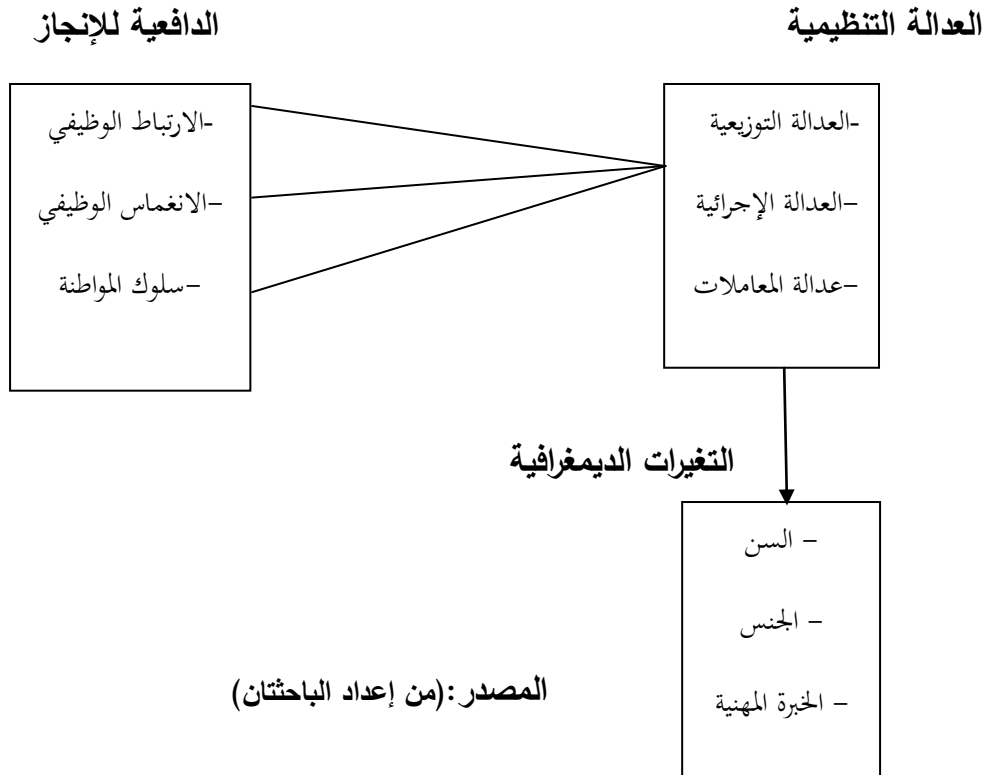 العدالة التنظيمية
الدافعية للإنجاز
-العدالة التوزيعية
–العدالة الإجرائية
–عدالة المعاملات
-الارتباط الوظيفي
–الانغماس الوظيفي
–سلوك المواطنة
التغيرات الديمغرافية
– السن
– الجنس
– الخبرة المهنية
المصدر:(من إعداد الباحثتان)